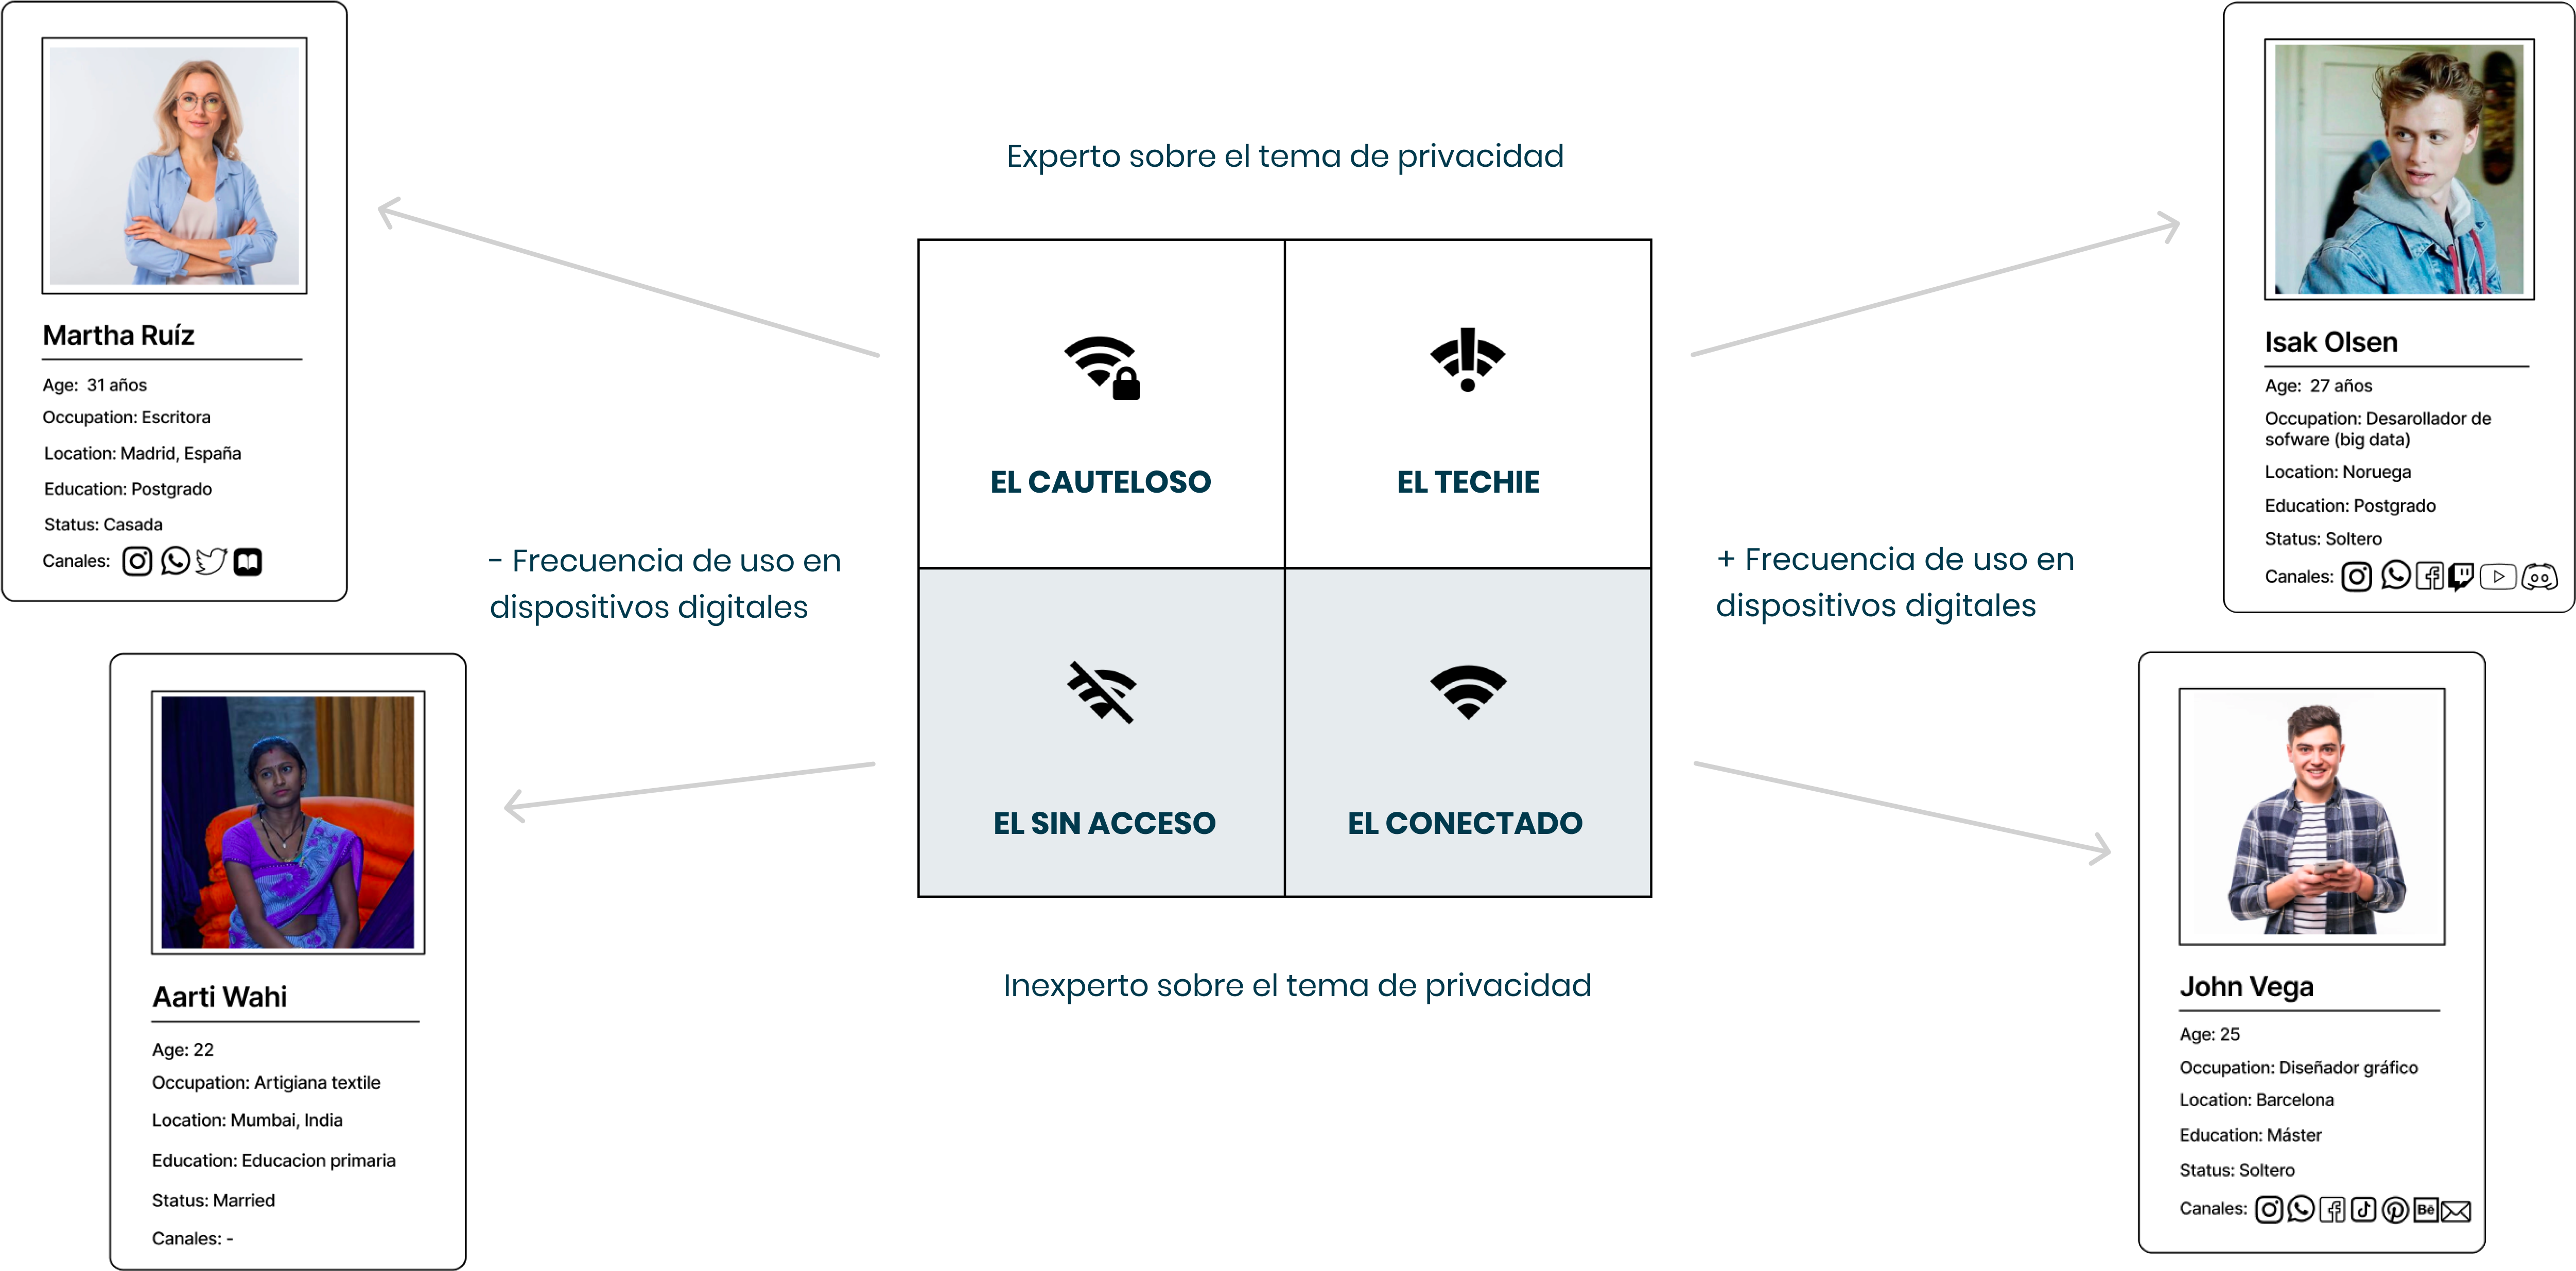 Martha Ruíz
Age: 31 años
Occupation: Escritora
Location: Madrid, España
Education: Postgrado
Status: Casada
Canales:
Experto sobre el tema de privacidad
EL CAUTELOSO
EL TECHIE
- Frecuencia de uso en
dispositivos digitales
+ Frecuencia de uso en
dispositivos digitales
EL SIN ACCESO
EL CONECTADO
Inexperto sobre el tema de privacidad
Isak Olsen
Age: 27 años
Occupation: Desarollador de
sofware (big data)
Location: Noruega
Education: Postgrado
Status: Soltero
Canales:
Aarti Wahi
Age: 22
Occupation: Artigiana textile
Location: Mumbai, India
Education: Educacion primaria
Status: Married
Canales: -
John Vega
Age: 25
Occupation: Diseñador gráfico
Location: Barcelona
Education: Máster
Status: Soltero
Canales:
Bē